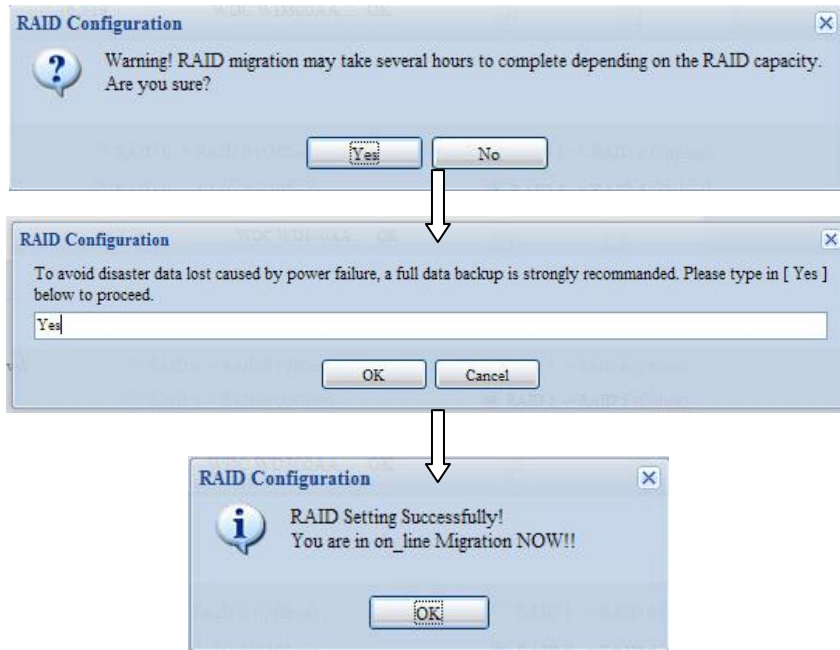 RAID Configuration
Warning! RAID migration may take several hours to complete depending on the RAID capacity.
Are you sure?
Yes
No
RAID Configuration
To avoid disaster data lost caused by power failure, a full data backup is strongly recommanded. Please type in [ Yes ]
below to proceed.
Yes
OK
Cancel
RAID Configuration
RAID Setting Successfully!
You are in on_line Migration NOW!!
OK